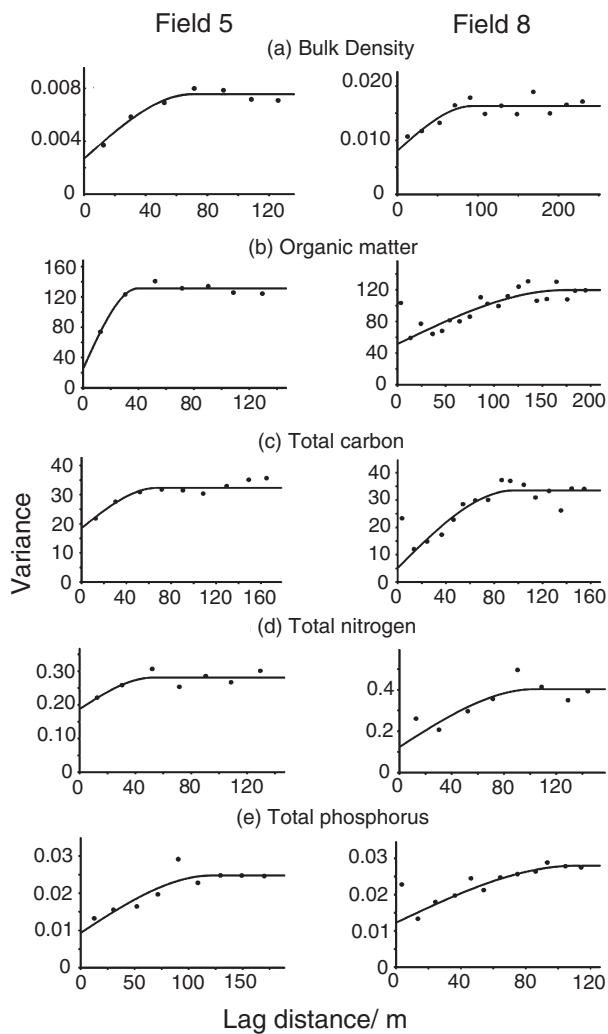 Field 5 Field 8
(a) Bulk Density
0.008 0.020
0.004 0.010
0 0
0 40 80 120 0 100 200
(b) Organic matter
160
120 120
80 80
40 40
0 0
0 40 80 120 0 50 100 150 200
(c) Total carbon
40 40
30 30
20 20
10 10
0 0
0 40 80 120 160 0 40 80 120 160
Variance
(d) Total nitrogen
0.30 0.4
0.20 0.2
0.10
0 0
0 40 80 120 0 40 80 120
(e) Total phosphorus
0.03 0.03
0.02 0.02
0.01 0.01
0 0
0 50 100 150 0 40 80 120
Lag distance/ m